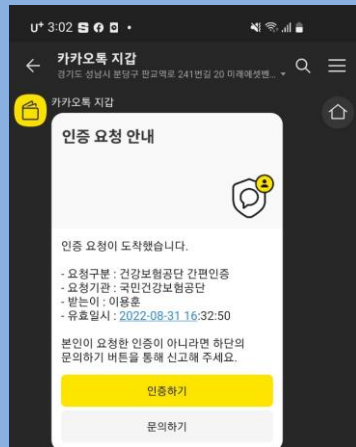 U+ 3:02
카카오톡 지갑
경기도 성남시 분당구 판교역로 241번길 20 미래에셋벤...
카카오톡 지갑
인증 요청 안내
인증 요청이 도착했습니다.
- 요청구분 : 건강보험공단 간편인증
- 요청기관 : 국민건강보험공단
- 받는이 : 이용훈
- 유효일시 : 2022-08-31 16:32:50
본인이 요청한 인증이 아니라면 하단의
문의하기 버튼을 통해 신고해 주세요.
인증하기
문의하기